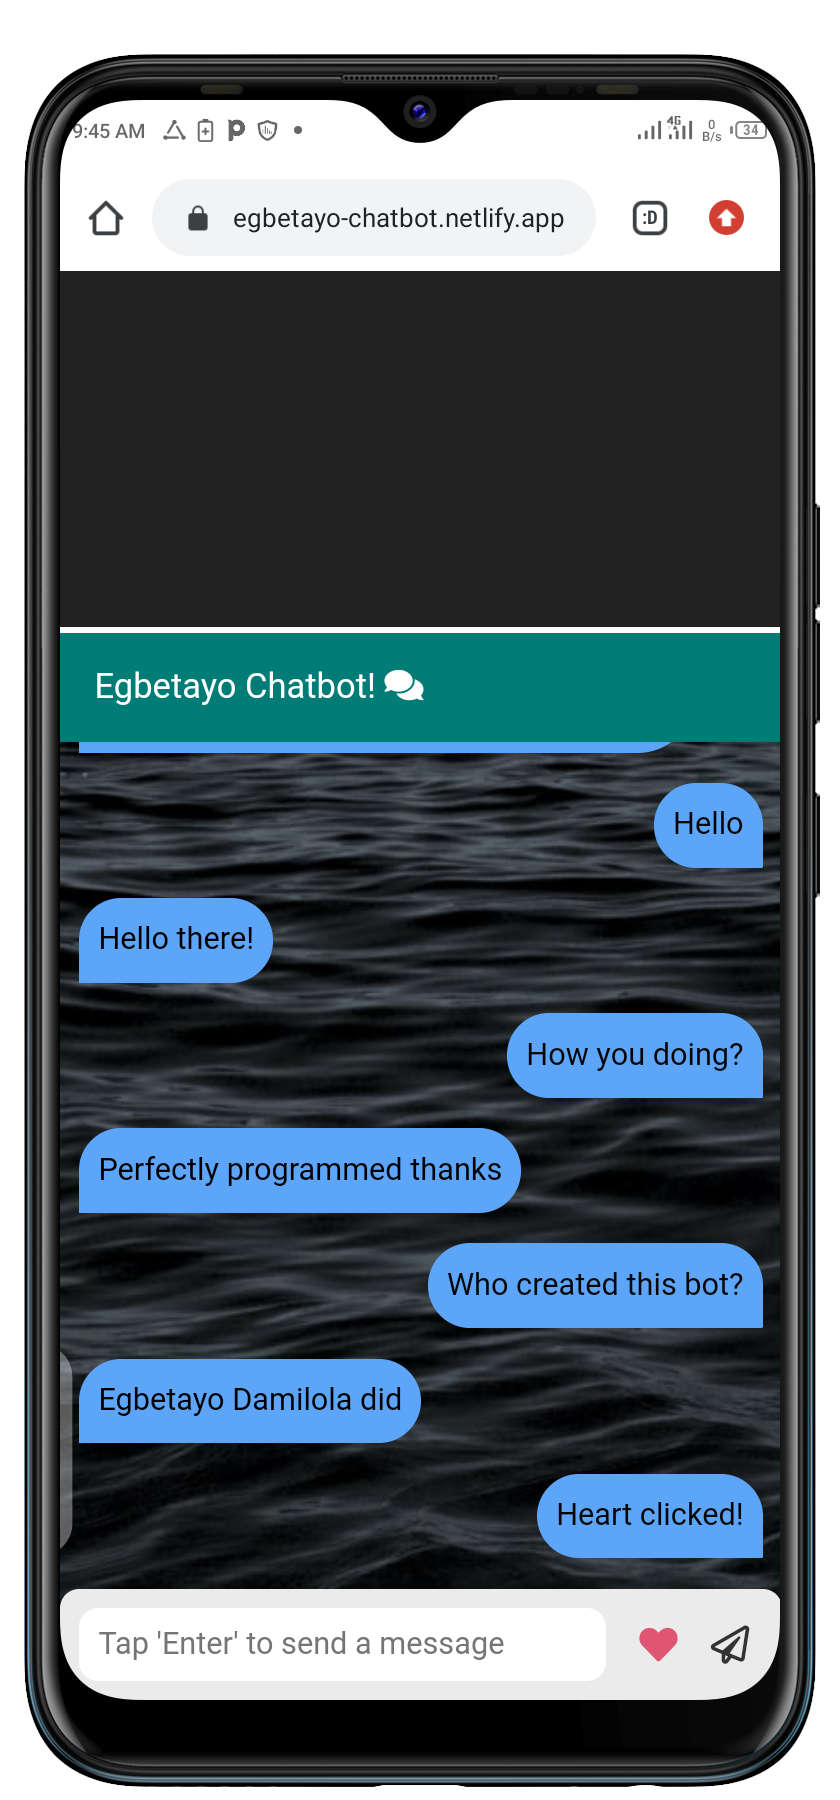 9:45 AM
4G
0
B/s
34
egbetayo-chatbot.netlify.app
:D
Egbetayo Chatbot!
Hello
Hello there!
How you doing?
Perfectly programmed thanks
Who created this bot?
Egbetayo Damilola did
Heart clicked!
Tap 'Enter' to send a message